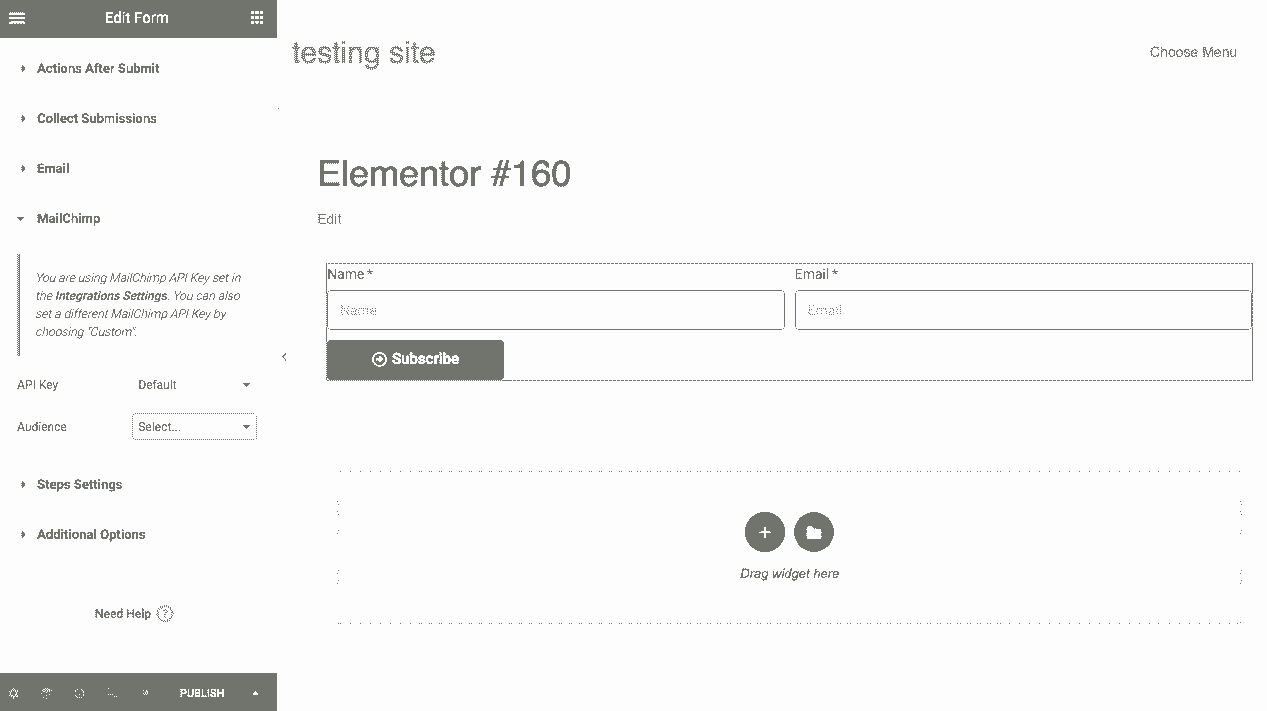 Edit Form
Actions After Submit
Collect Submissions
Email
MailChimp
You are using MailChimp API Key set in
the Integrations Settings. You can also
set a different MailChimp API Key by
choosing "Custom".
API Key Default
Audience Select...
Steps Settings
Additional Options
Need Help ?
PUBLISH
testing site
Choose Menu
Elementor #160
Edit
Name * Email *
Name Email
Subscribe
Drag widget here